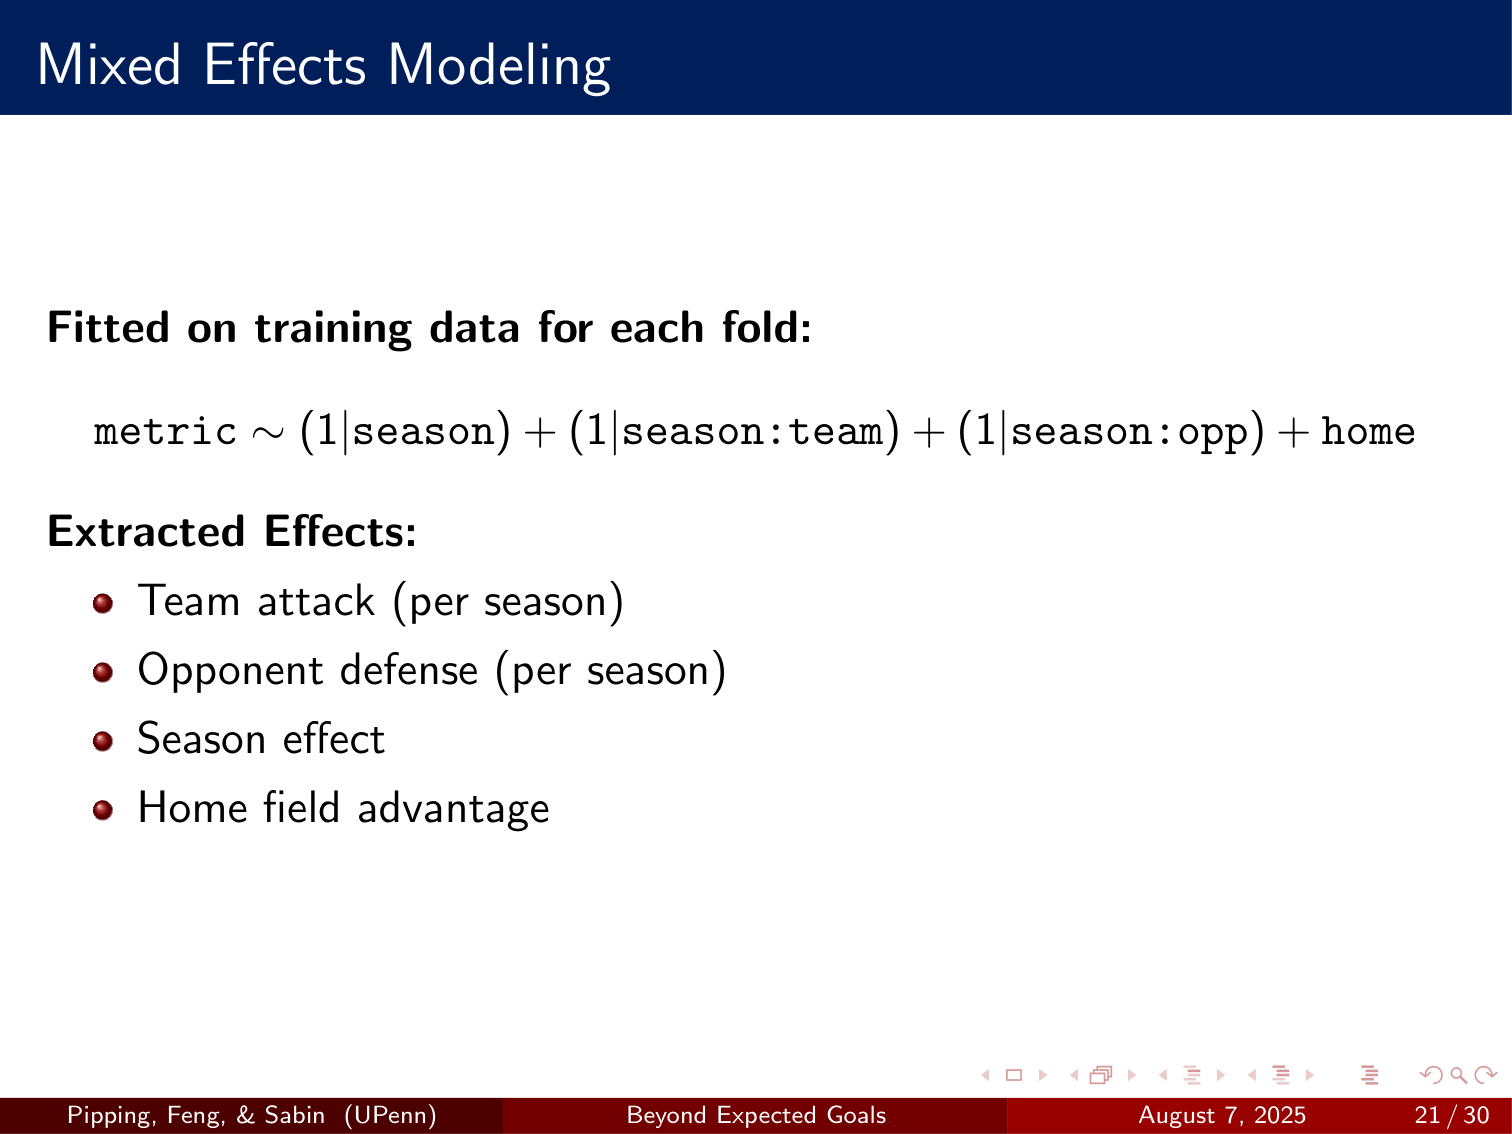 Mixed Effects Modeling
Fitted on training data for each fold:
metric ∼ (1|season) + (1|season:team) + (1|season:opp) + home
Extracted Effects:
Team attack (per season)
Opponent defense (per season)
Season effect
Home field advantage
Pipping, Feng, & Sabin (UPenn) Beyond Expected Goals August 7, 2025 21 / 30